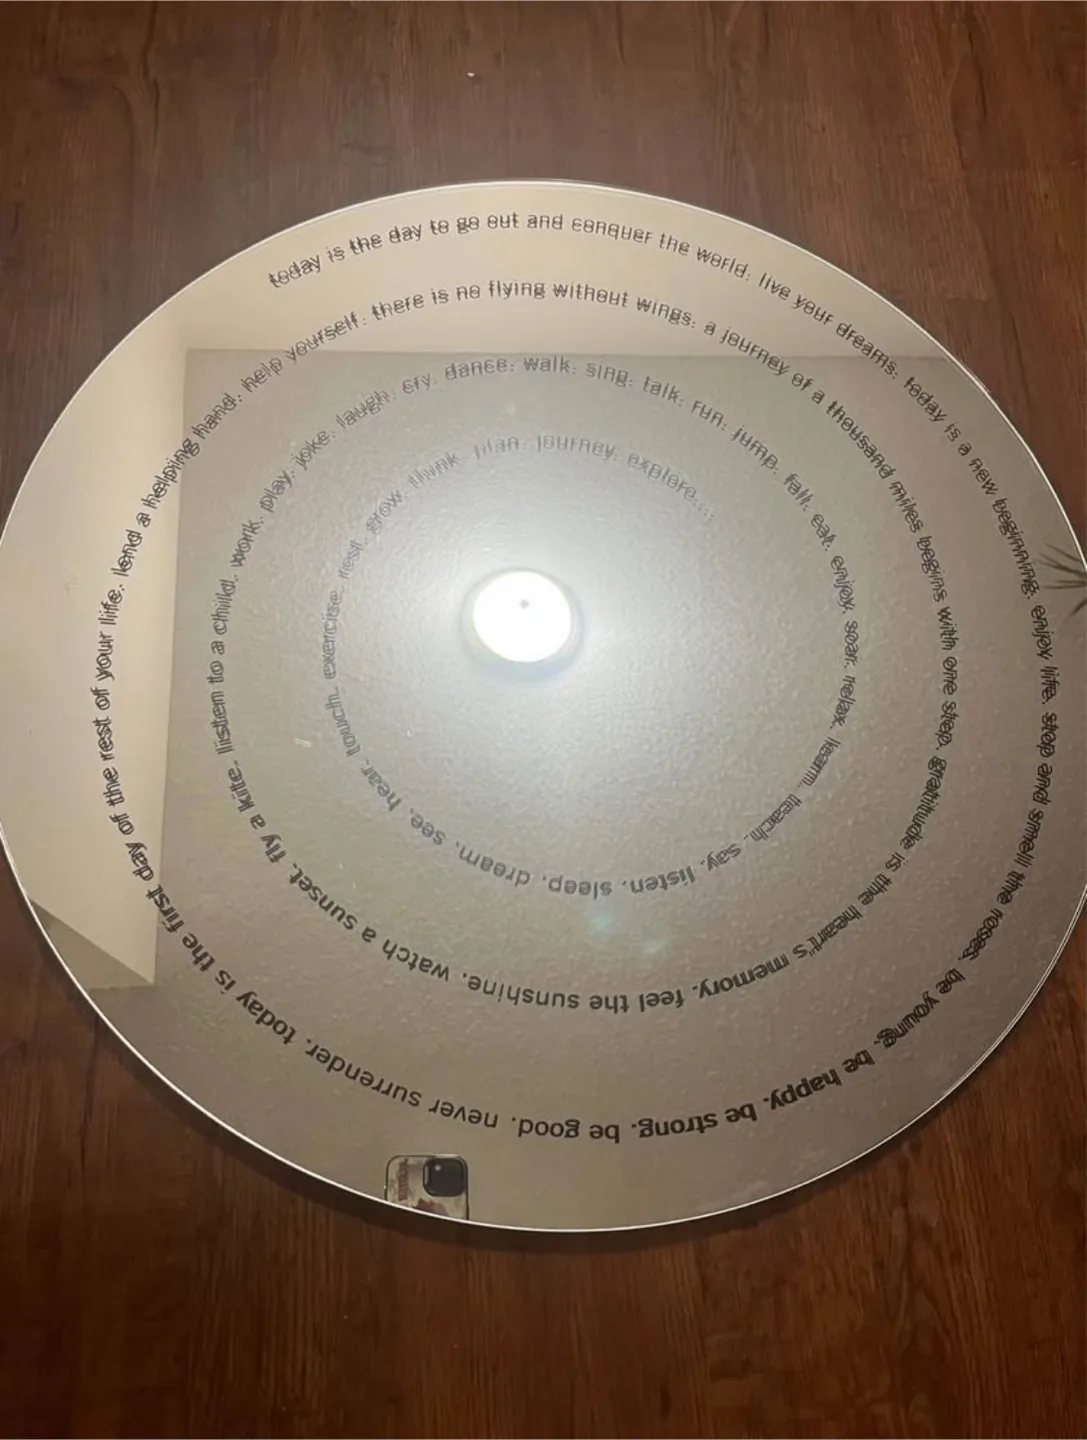 today is the day to go out and conquer the world. live your dreams. today is a new beginning. enjoy life. stop and smell the roses. be young. be happy. be strong. be good. never surrender. today is the first day of the rest of your life. lend a helping hand. help yourself. there is no flying without wings. a journey of a thousand miles begins with one step. gratitude is the heart's memory. feel the sunshine. watch a sunset. fly a kite. listen to a child. work. play. joke. laugh. cry. dance. walk. sing. talk. run. jump. fall. eat. enjoy. soar. relax. learn. teach. say. listen. sleep. dream. see. hear. touch. exercise. rest. grow. think. plan. journey. explore....